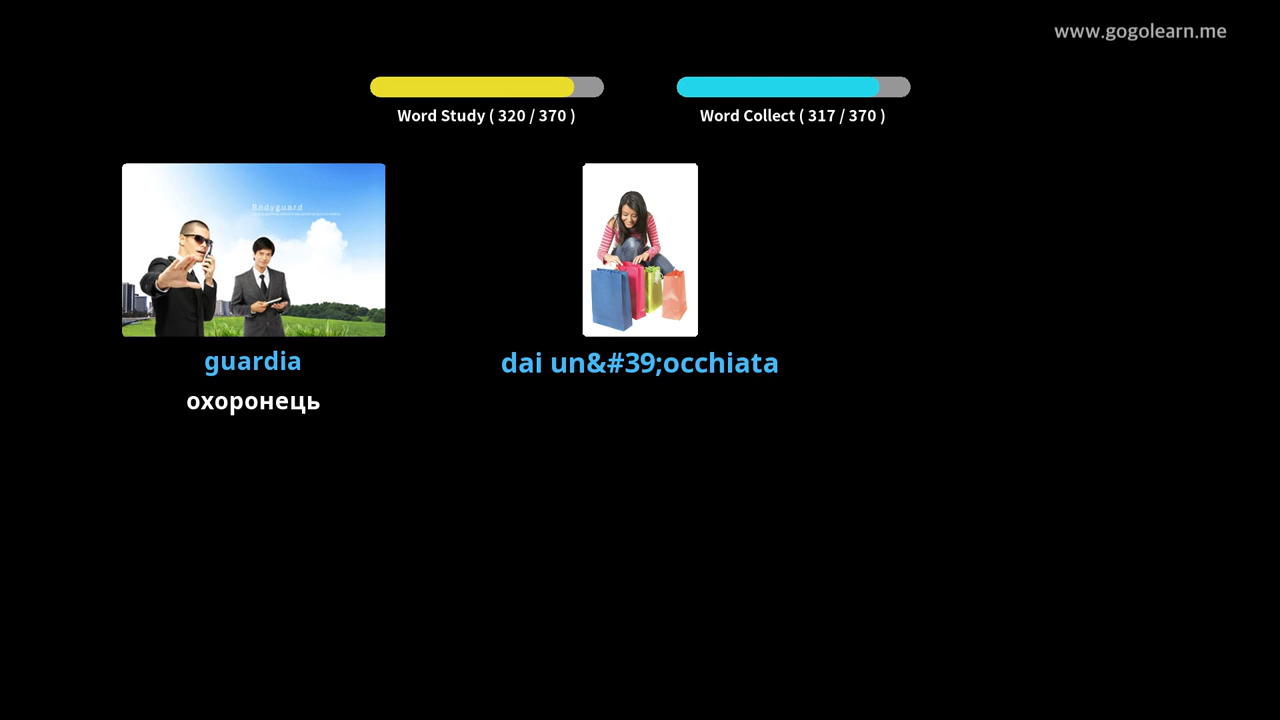 www.gogolearn.me
Word Study ( 320 / 370 )
Word Collect ( 317 / 370 )
Bodyguard
guardia
dai un&#39;occhiata
охоронець